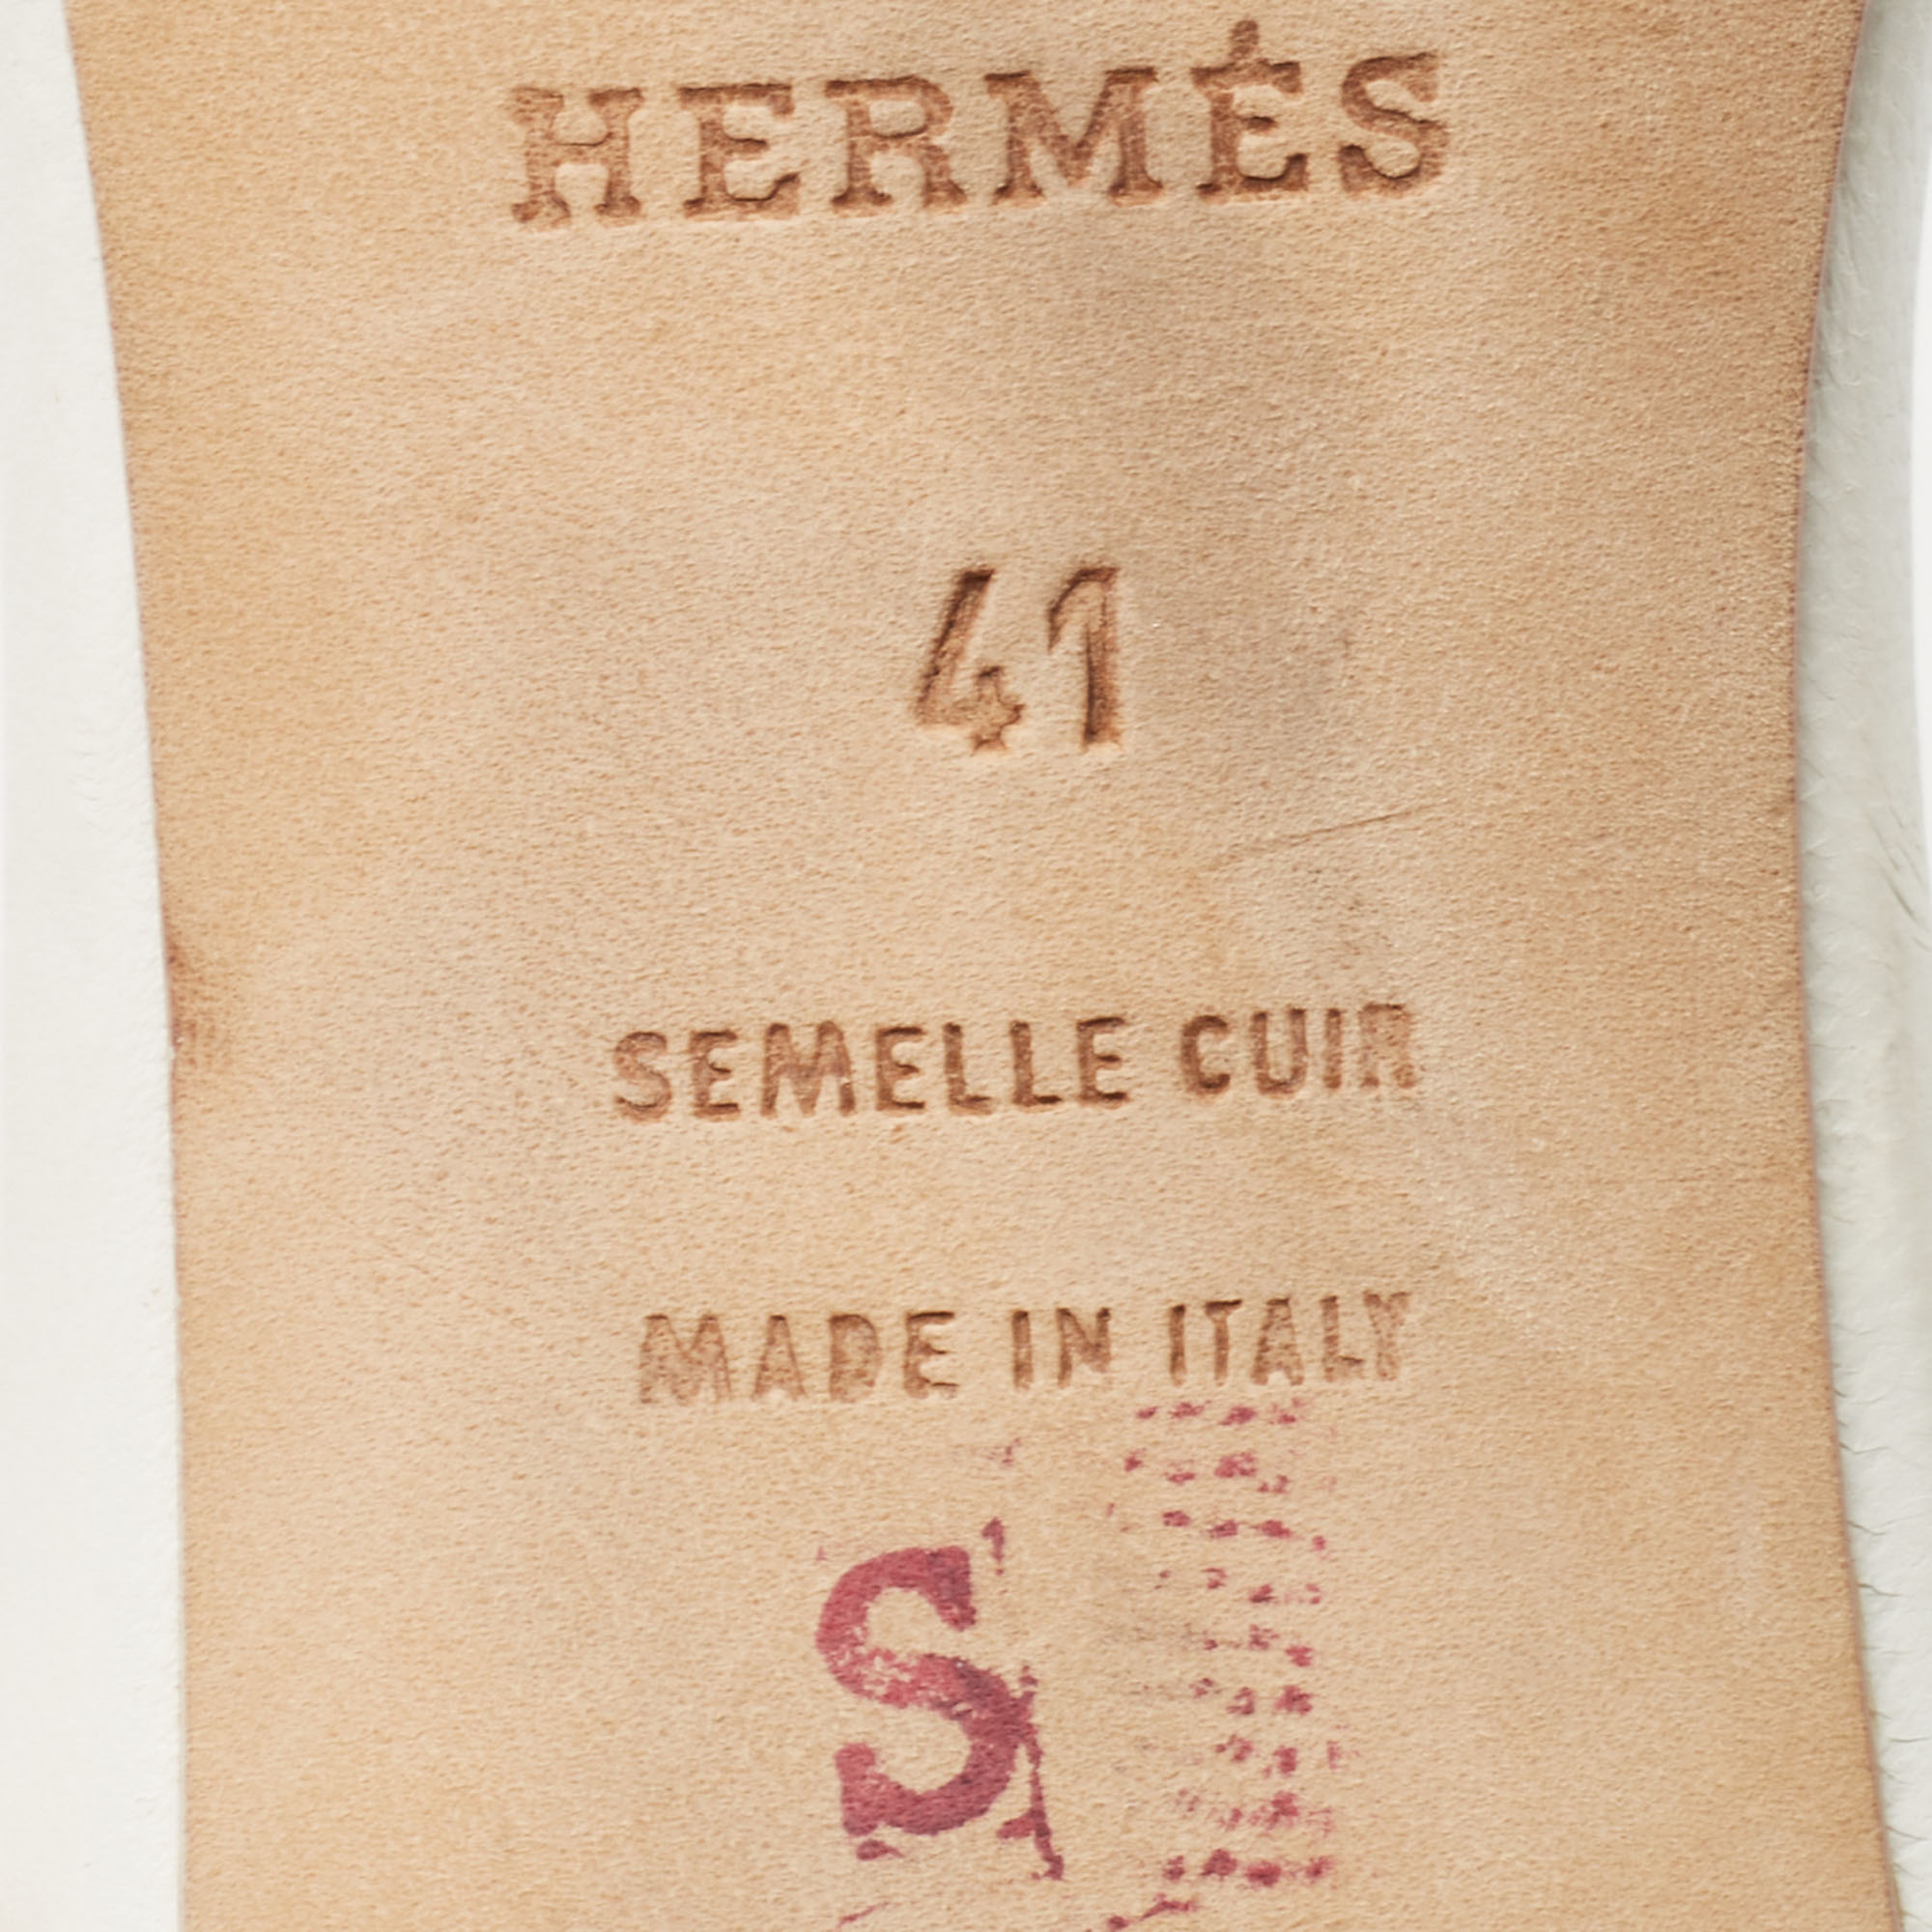 HERMÈS
41
SEMELLE CUIR
MADE IN ITALY
S